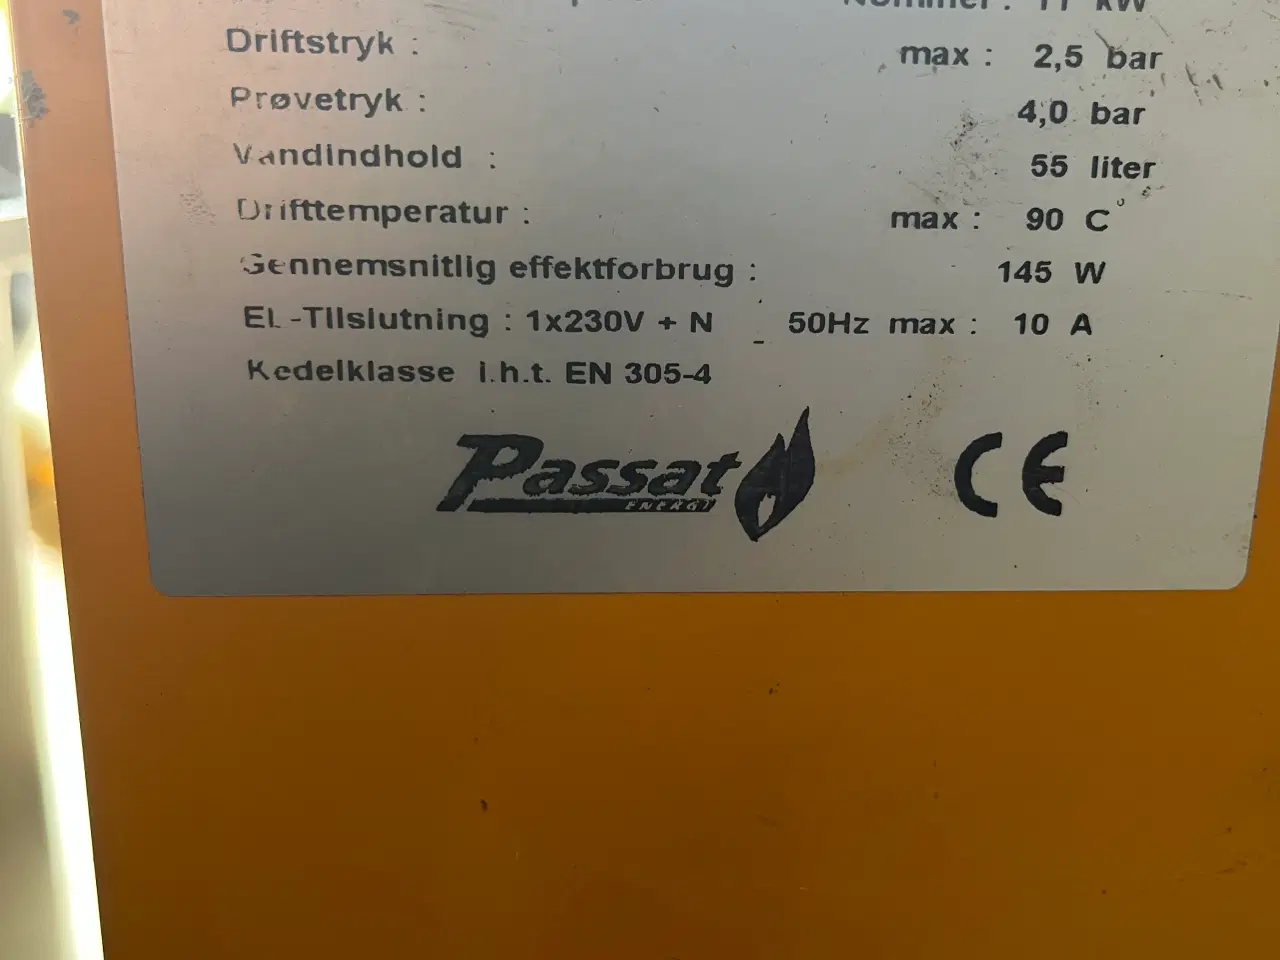 Driftstryk : max : 2,5 bar
Prøvetryk : 4,0 bar
Vandindhold : 55 liter
Drifttemperatur : max : 90 C°
Gennemsnitlig effektforbrug : 145 W
EL-Tilslutning : 1x230V + N _ 50Hz max : 10 A
Kedelklasse i.h.t. EN 305-4
Passat
ENERGY
CE